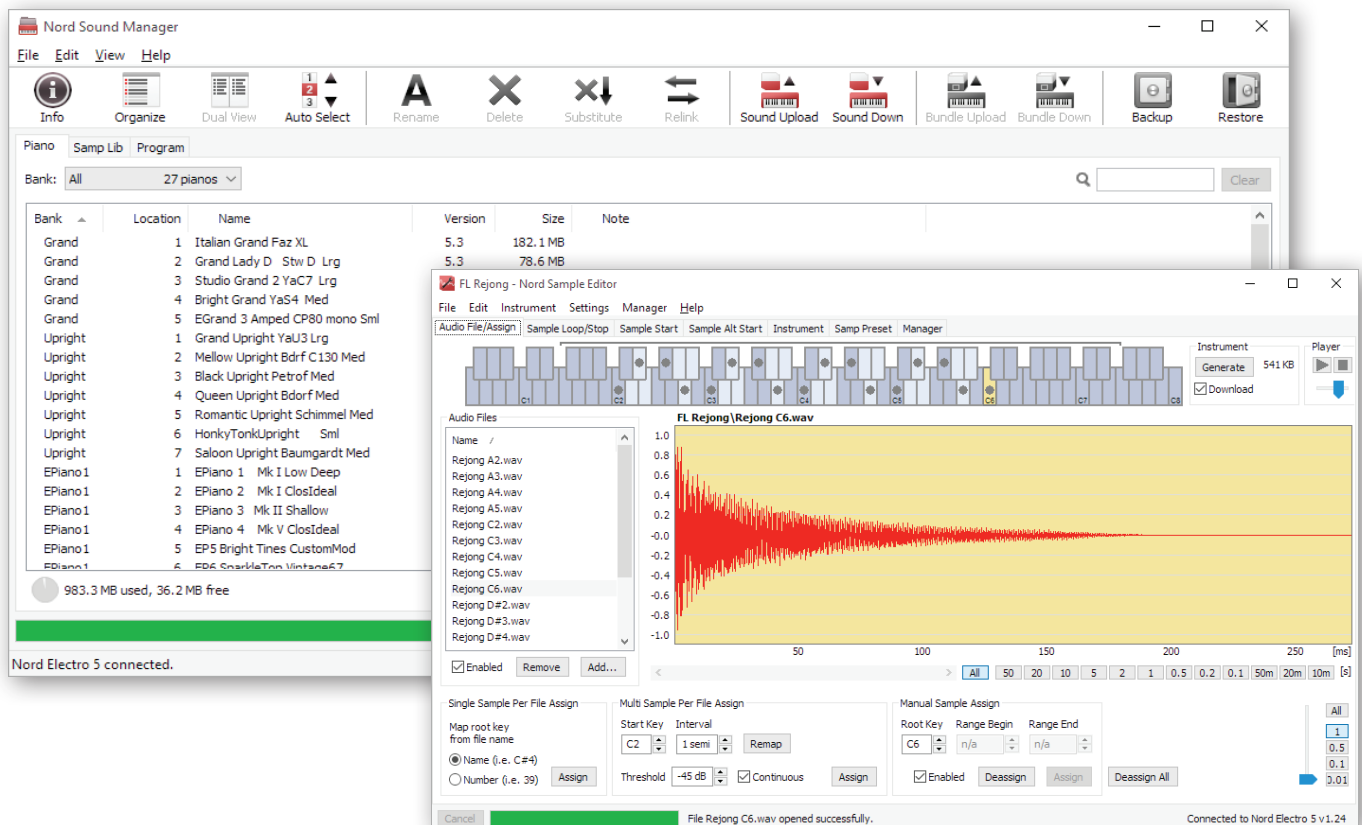 Nord Sound Manager
File Edit View Help
Info Organize Dual View Auto Select Rename Delete Substitute Relink Sound Upload Sound Down Bundle Upload Bundle Down Backup Restore
Piano Samp Lib Program
Bank: All 27 pianos Clear
Bank Location Name Version Size Note
Grand 1 Italian Grand Faz XL 5.3 182.1 MB
Grand 2 Grand Lady D Stw D Lrg 5.3 78.6 MB
Grand 3 Studio Grand 2 YaC7 Lrg
Grand 4 Bright Grand YaS4 Med
Grand 5 EGrand 3 Amped CP80 mono Sml
Upright 1 Grand Upright YaU3 Lrg
Upright 2 Mellow Upright Bdrf C130 Med
Upright 3 Black Upright Petrof Med
Upright 4 Queen Upright Bdorf Med
Upright 5 Romantic Upright Schimmel Med
Upright 6 HonkyTonkUpright Sml
Upright 7 Saloon Upright Baumgardt Med
EPiano1 1 EPiano 1 Mk I Low Deep
EPiano1 2 EPiano 2 Mk I ClosIdeal
EPiano1 3 EPiano 3 Mk II Shallow
EPiano1 4 EPiano 4 Mk V ClosIdeal
EPiano1 5 EP5 Bright Tines CustomMod
EPiano1 6 EP6 SparkleTop Vintage67
983.3 MB used, 36.2 MB free
Nord Electro 5 connected.
FL Rejong - Nord Sample Editor
File Edit Instrument Settings Manager Help
Audio File/Assign Sample Loop/Stop Sample Start Sample Alt Start Instrument Samp Preset Manager
Instrument Player
Generate 541 KB
Download
C1 C2 C3 C4 C5 C6 C7 C8
Audio Files
Name /
Rejong A2.wav
Rejong A3.wav
Rejong A4.wav
Rejong A5.wav
Rejong C2.wav
Rejong C3.wav
Rejong C4.wav
Rejong C5.wav
Rejong C6.wav
Rejong D#2.wav
Rejong D#3.wav
Rejong D#4.wav
Enabled Remove Add...
FL Rejong\Rejong C6.wav
1.0
0.8
0.6
0.4
0.2
-0.0
-0.2
-0.4
-0.6
-0.8
-1.0
50 100 150 200 250 [ms]
All 50 20 10 5 2 1 0.5 0.2 0.1 50m 20m 10m [s]
Single Sample Per File Assign
Map root key
from file name
Name (i.e. C#4)
Number (i.e. 39) Assign
Multi Sample Per File Assign
Start Key Interval
C2 1 semi Remap
Threshold -45 dB Continuous Assign
Manual Sample Assign
Root Key Range Begin Range End
C6 n/a n/a
Enabled Deassign Assign Deassign All
All
1
0.5
0.1
0.01
Cancel File Rejong C6.wav opened successfully. Connected to Nord Electro 5 v1.24